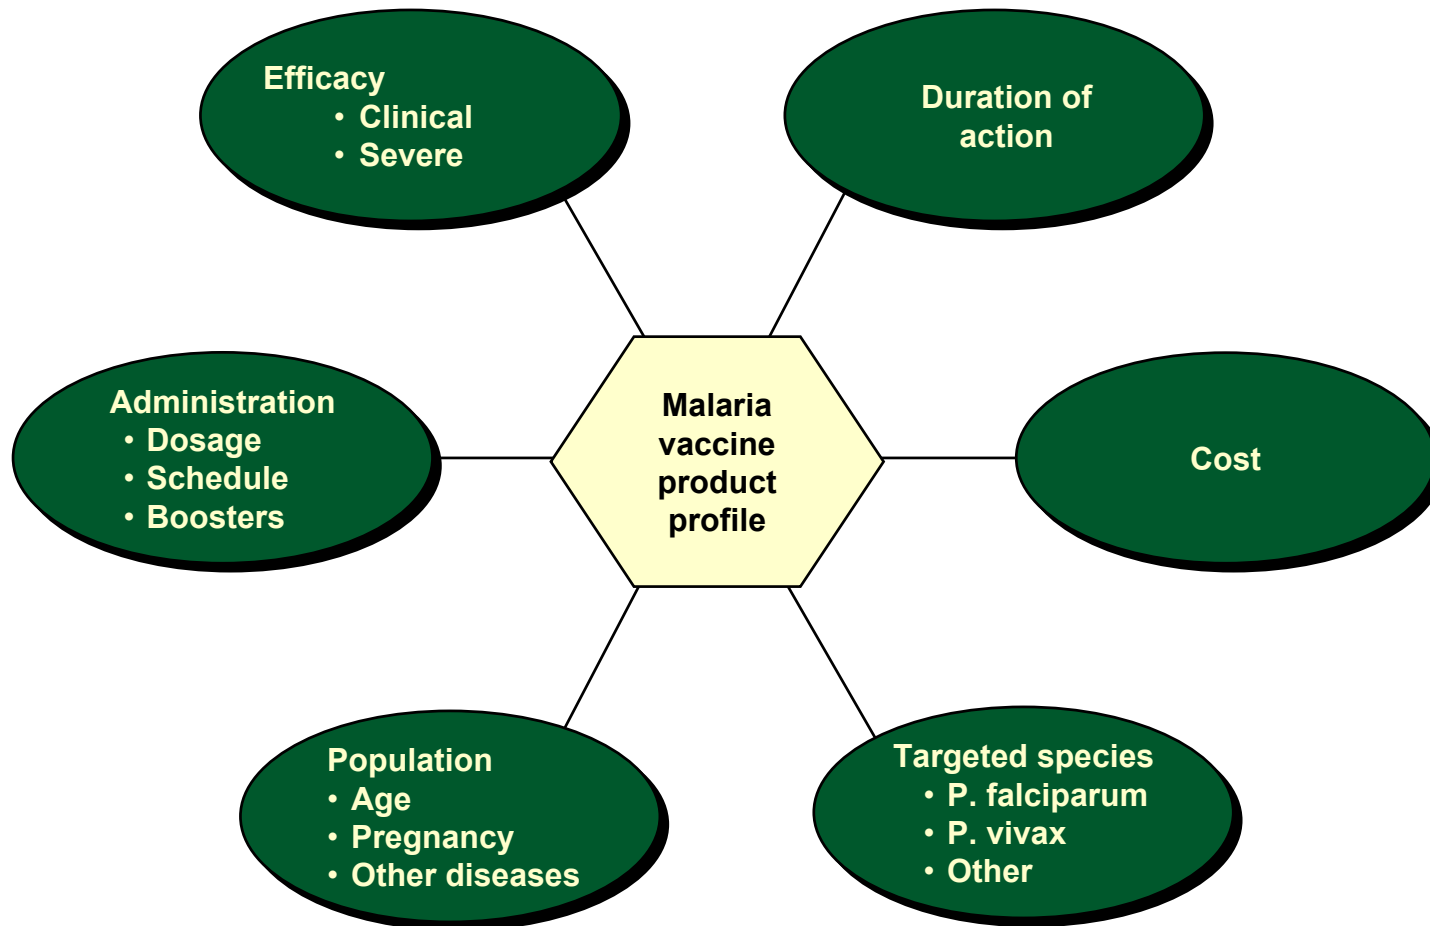 Efficacy
• Clinical
• Severe
Duration of
action
Administration
• Dosage
• Schedule
• Boosters
Malaria
vaccine
product
profile
Cost
Population
• Age
• Pregnancy
• Other diseases
Targeted species
• P. falciparum
• P. vivax
• Other